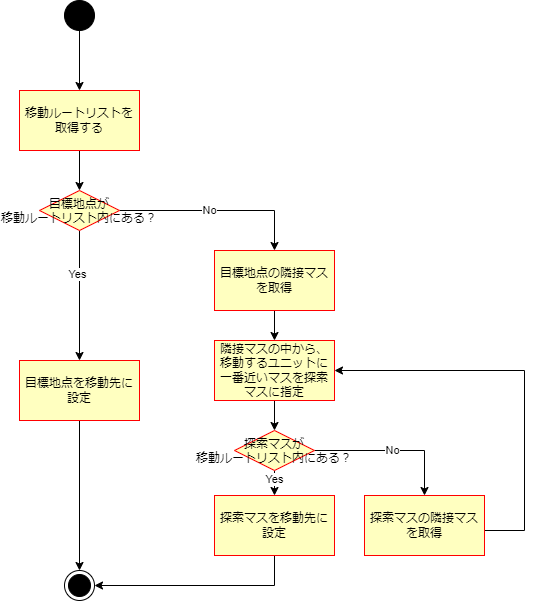 移動ルートリストを
取得する
目標地点が
移動ルートリスト内にある？
No
Yes
目標地点の隣接マス
を取得
隣接マスの中から、
移動するユニットに
一番近いマスを探索
マスに指定
目標地点を移動先に
設定
探索マスが
移動ルートリスト内にある？
No
Yes
探索マスを移動先に
設定
探索マスの隣接マス
を取得